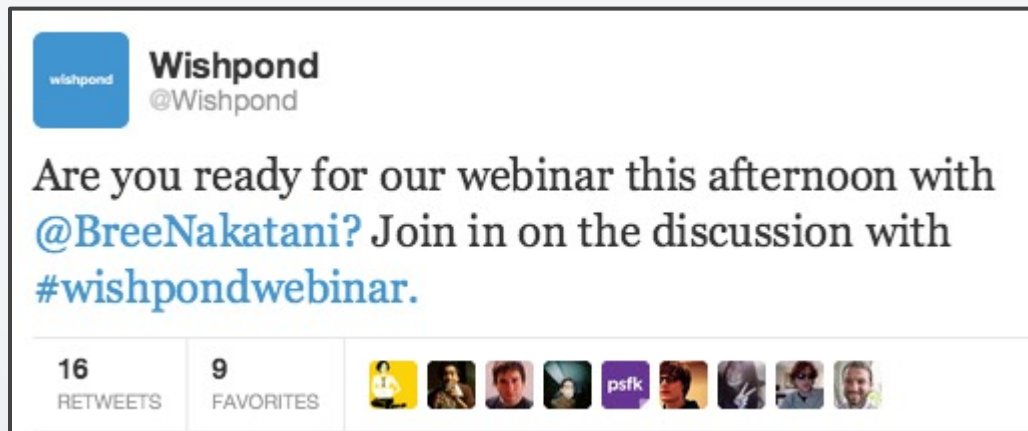 wishpond
Wishpond
@Wishpond
Are you ready for our webinar this afternoon with
@BreeNakatani? Join in on the discussion with
#wishpondwebinar.
16
RETWEETS
9
FAVORITES
psfk